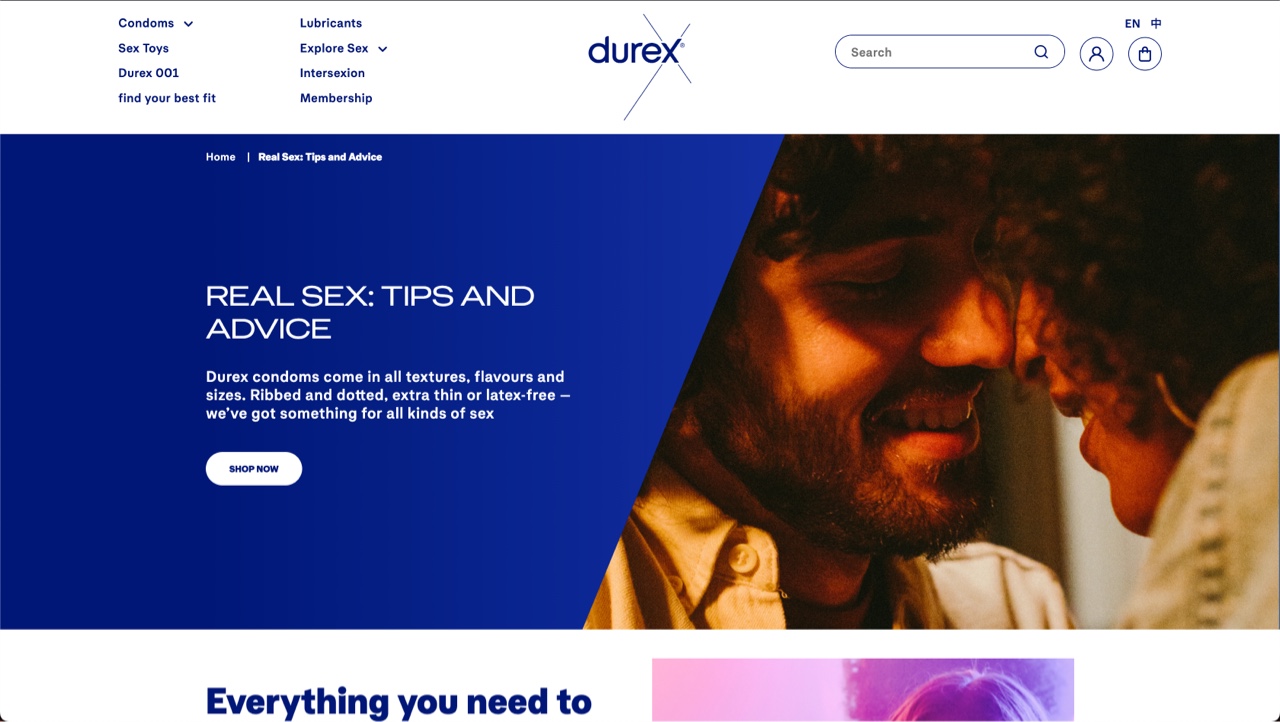 Condoms
Sex Toys
Durex 001
find your best fit
Lubricants
Explore Sex
Intersexion
Membership
durex®
Search
EN 中
Home | Real Sex: Tips and Advice
REAL SEX: TIPS AND
ADVICE
Durex condoms come in all textures, flavours and
sizes. Ribbed and dotted, extra thin or latex-free –
we’ve got something for all kinds of sex
SHOP NOW
Everything you need to